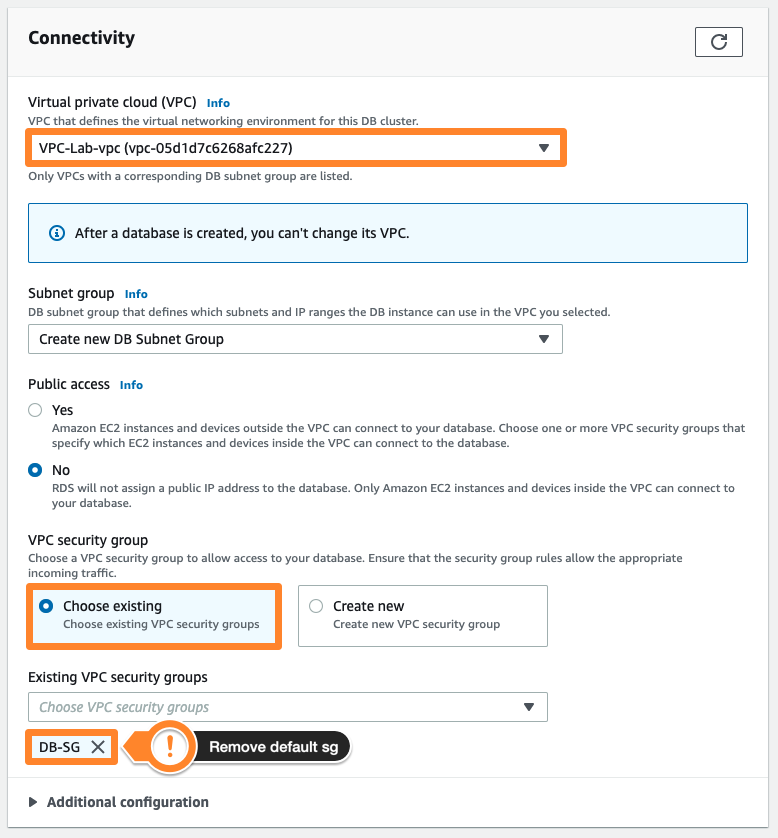 Connectivity
Virtual private cloud (VPC) Info
VPC that defines the virtual networking environment for this DB cluster.
VPC-Lab-vpc (vpc-05d1d7c6268afc227)
Only VPCs with a corresponding DB subnet group are listed.
After a database is created, you can't change its VPC.
Subnet group Info
DB subnet group that defines which subnets and IP ranges the DB instance can use in the VPC you selected.
Create new DB Subnet Group
Public access Info
Yes
Amazon EC2 instances and devices outside the VPC can connect to your database. Choose one or more VPC security groups that
specify which EC2 instances and devices inside the VPC can connect to the database.
No
RDS will not assign a public IP address to the database. Only Amazon EC2 instances and devices inside the VPC can connect to
your database.
VPC security group
Choose a VPC security group to allow access to your database. Ensure that the security group rules allow the appropriate
incoming traffic.
Choose existing
Choose existing VPC security groups
Create new
Create new VPC security group
Existing VPC security groups
Choose VPC security groups
DB-SG
! Remove default sg
Additional configuration